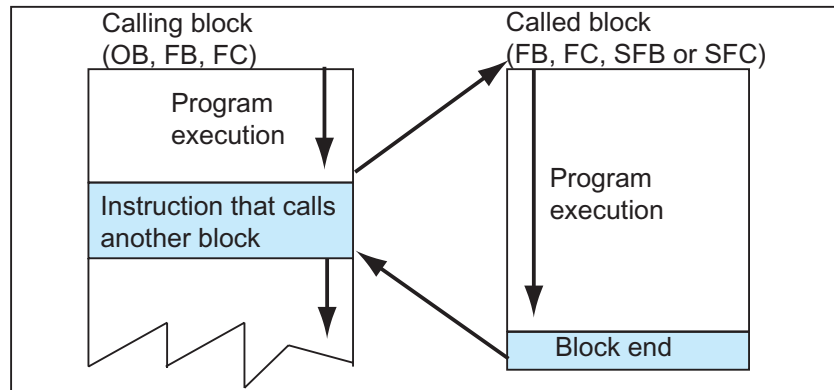 Calling block
(OB, FB, FC)
Program
execution
Instruction that calls
another block
Called block
(FB, FC, SFB or SFC)
Program
execution
Block end